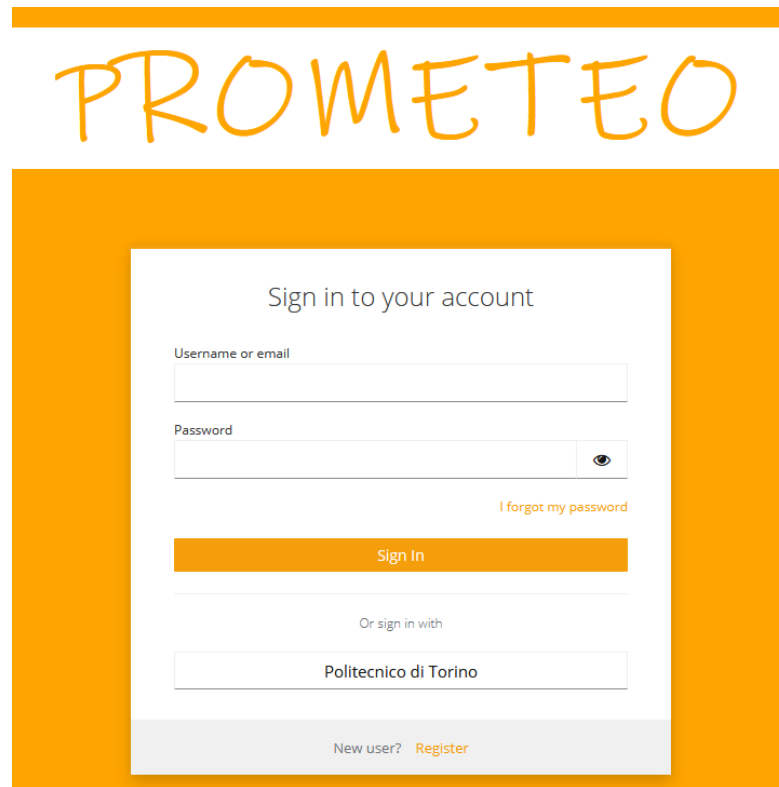 PROMETEO
Sign in to your account
Username or email
Password
I forgot my password
Sign In
Or sign in with
Politecnico di Torino
New user? Register